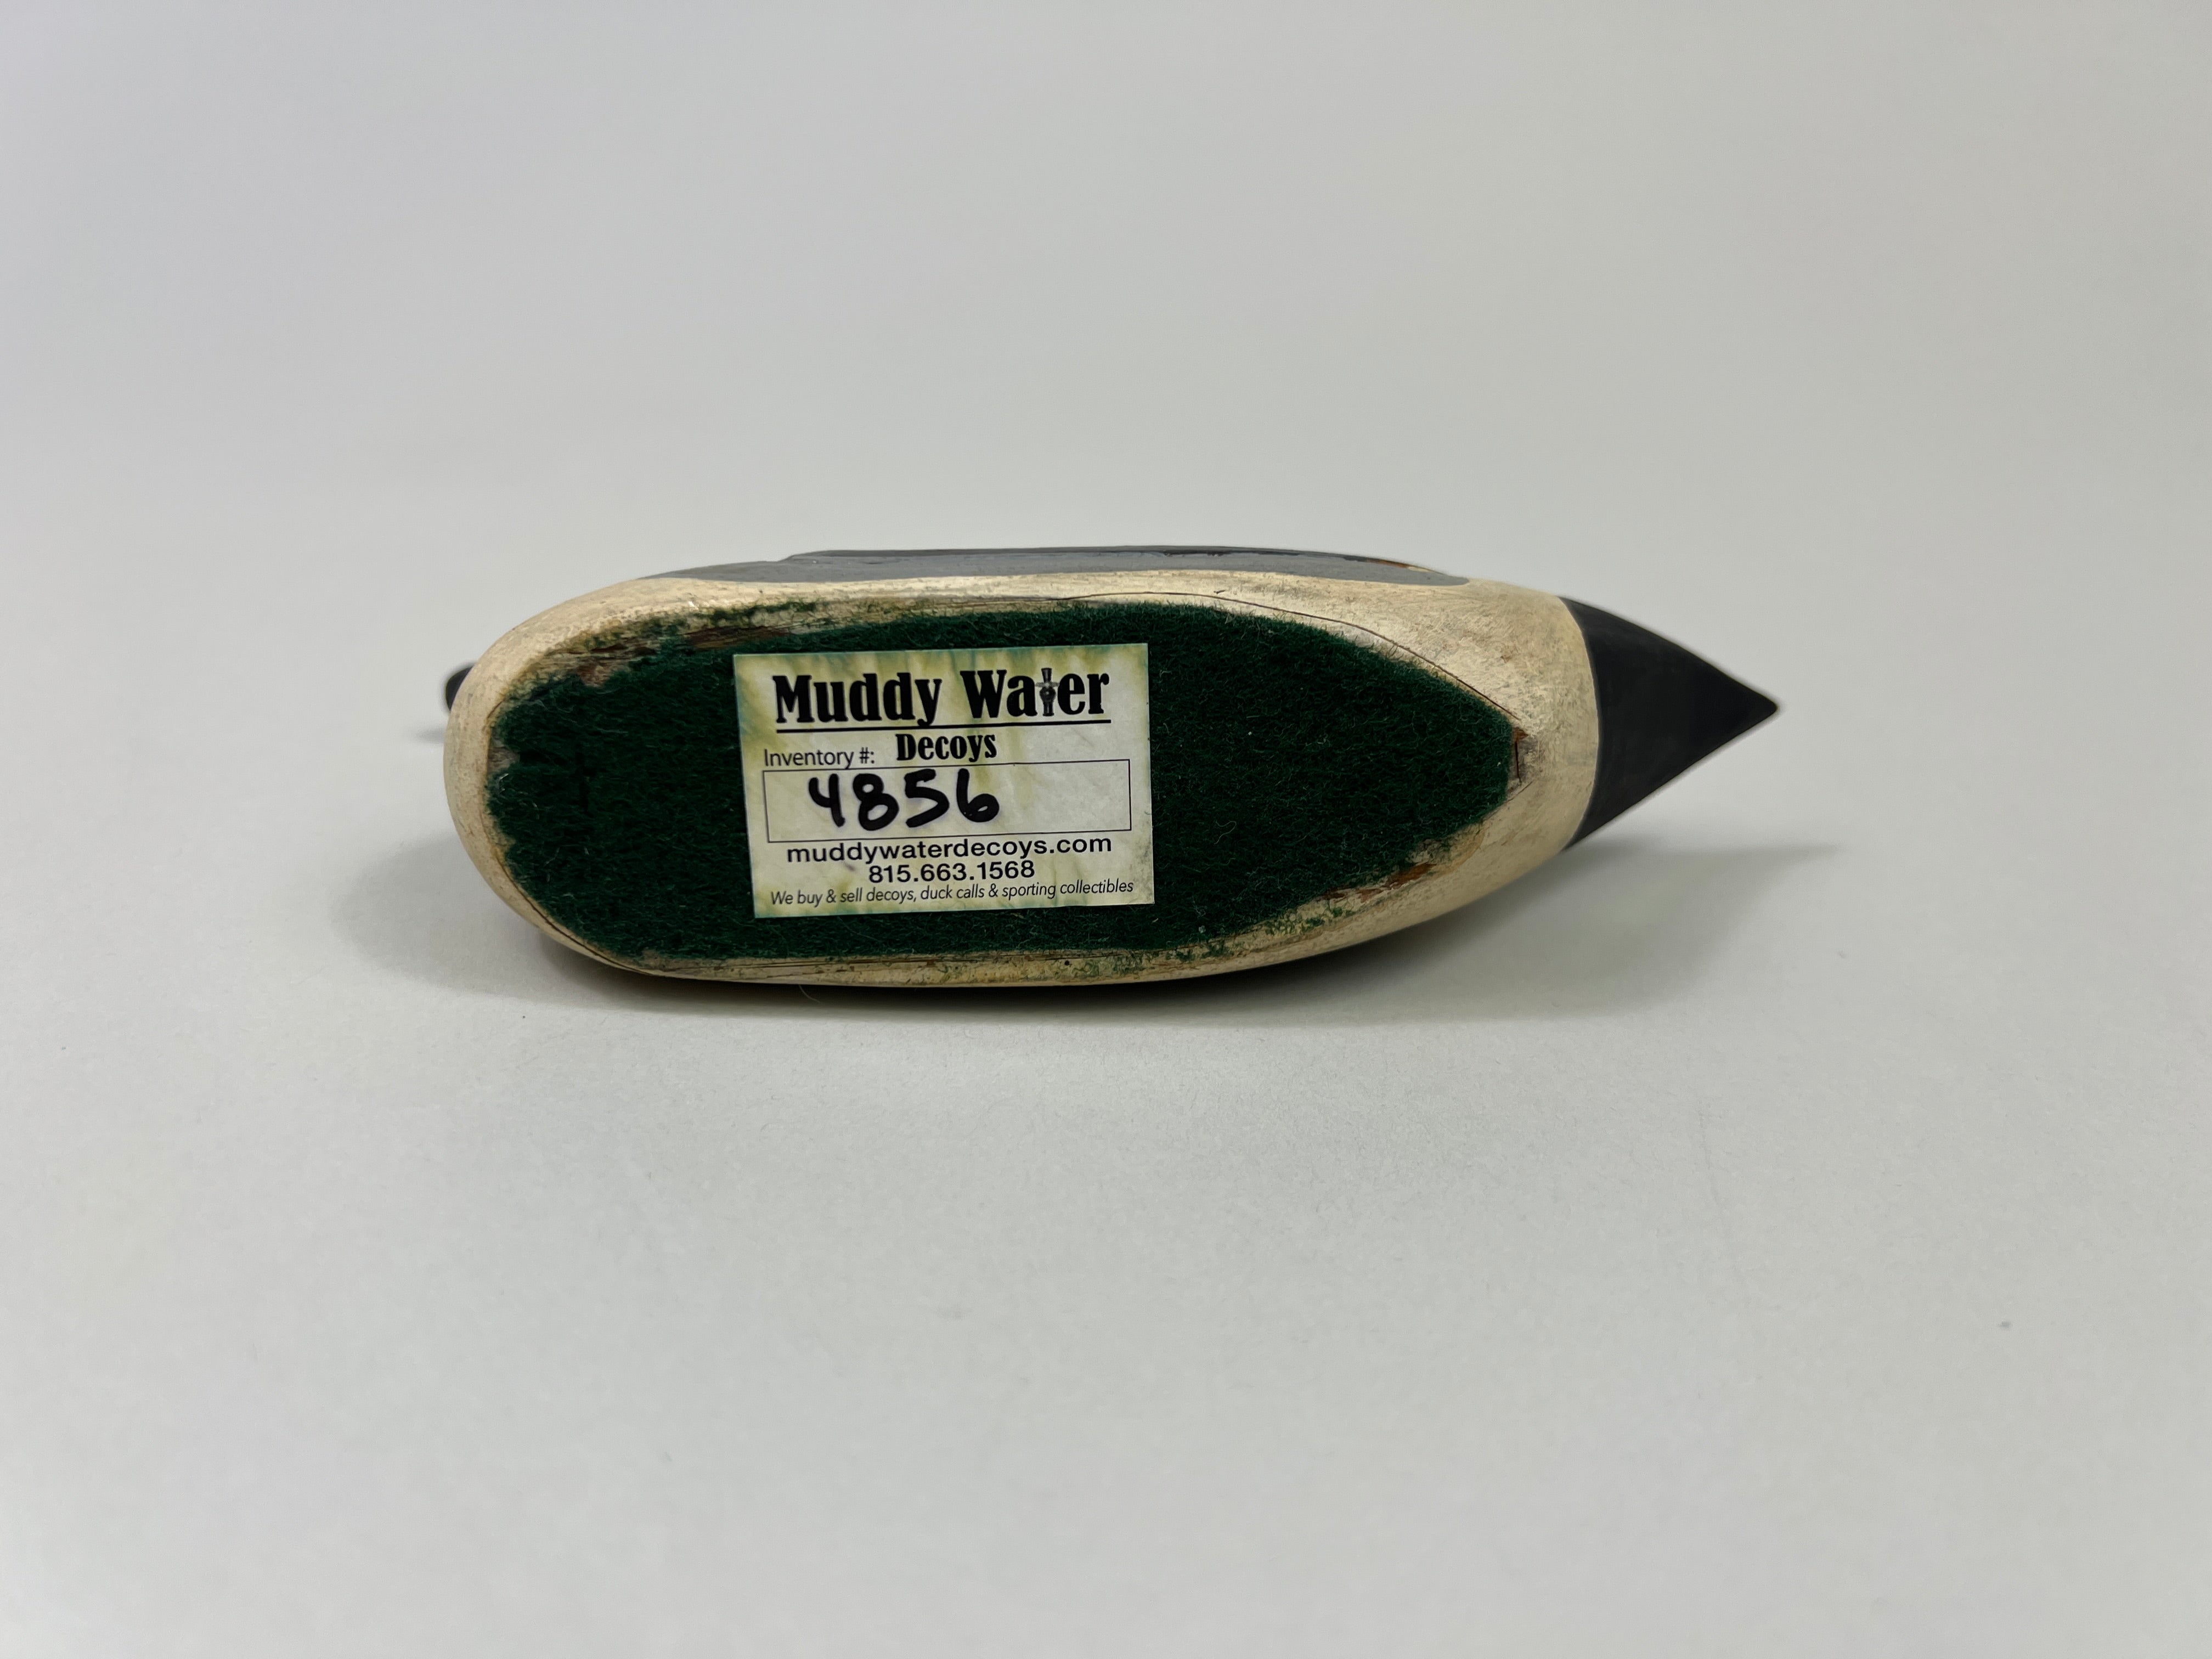 Muddy Water
Decoys
Inventory #:
4856
muddywaterdecoys.com
815.663.1568
We buy & sell decoys, duck calls & sporting collectibles